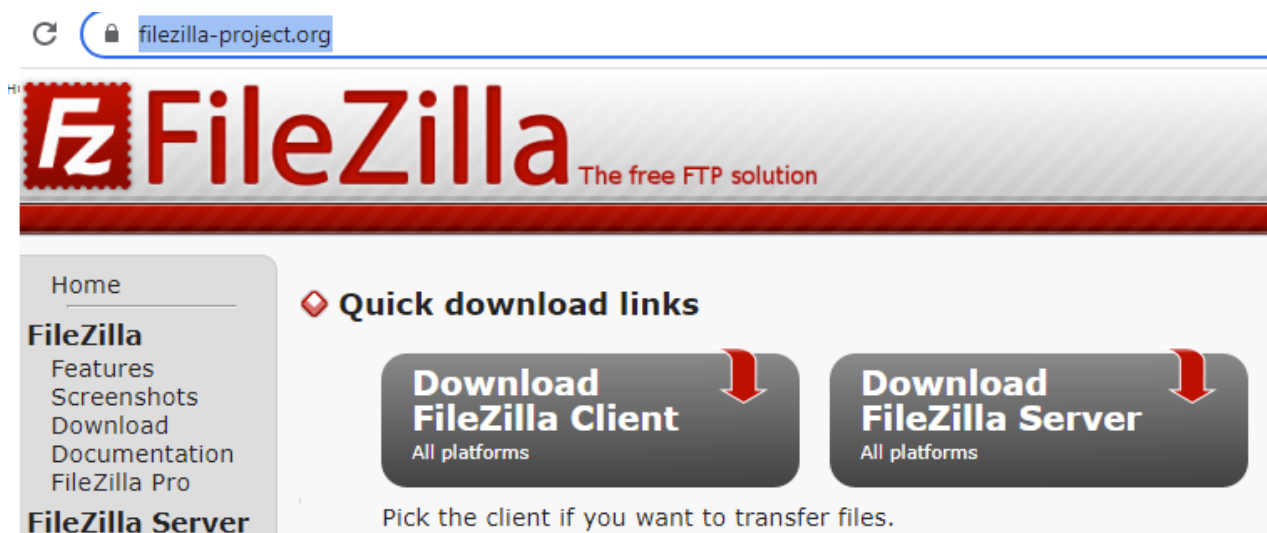 filezilla-project.org
FileZilla The free FTP solution
Home
FileZilla
Features
Screenshots
Download
Documentation
FileZilla Pro
FileZilla Server
Quick download links
Download
FileZilla Client
All platforms
Download
FileZilla Server
All platforms
Pick the client if you want to transfer files.